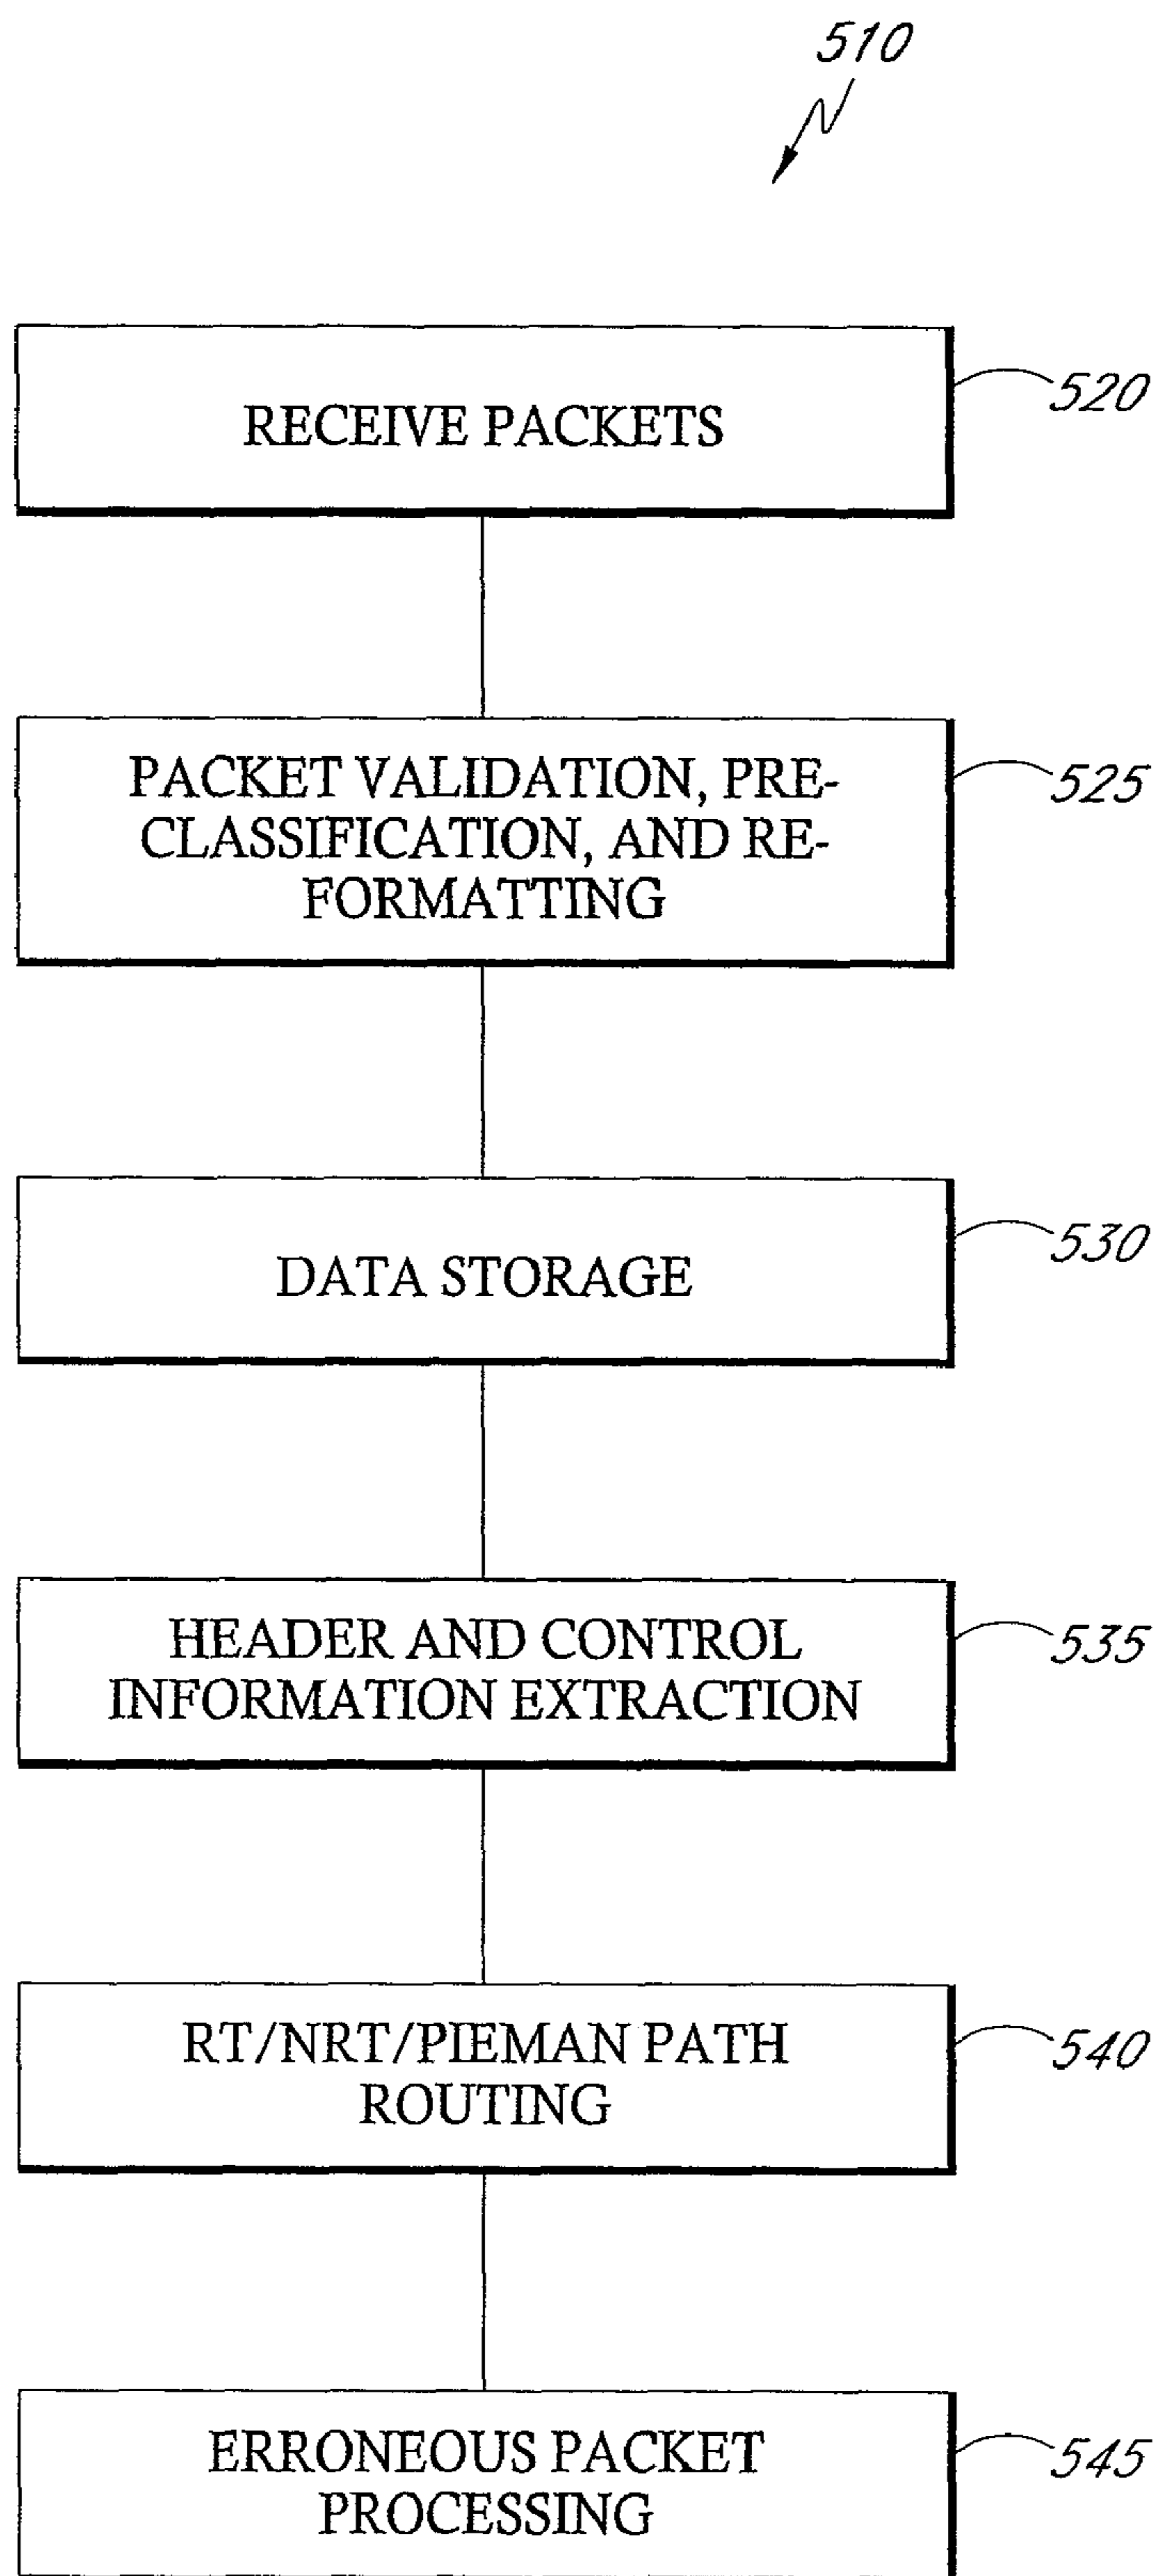 510
RECEIVE PACKETS
520
PACKET VALIDATION, PRE-
CLASSIFICATION, AND RE-
FORMATTING
525
DATA STORAGE
530
HEADER AND CONTROL
INFORMATION EXTRACTION
535
RT/NRT/PIEMAN PATH
ROUTING
540
ERRONEOUS PACKET
PROCESSING
545